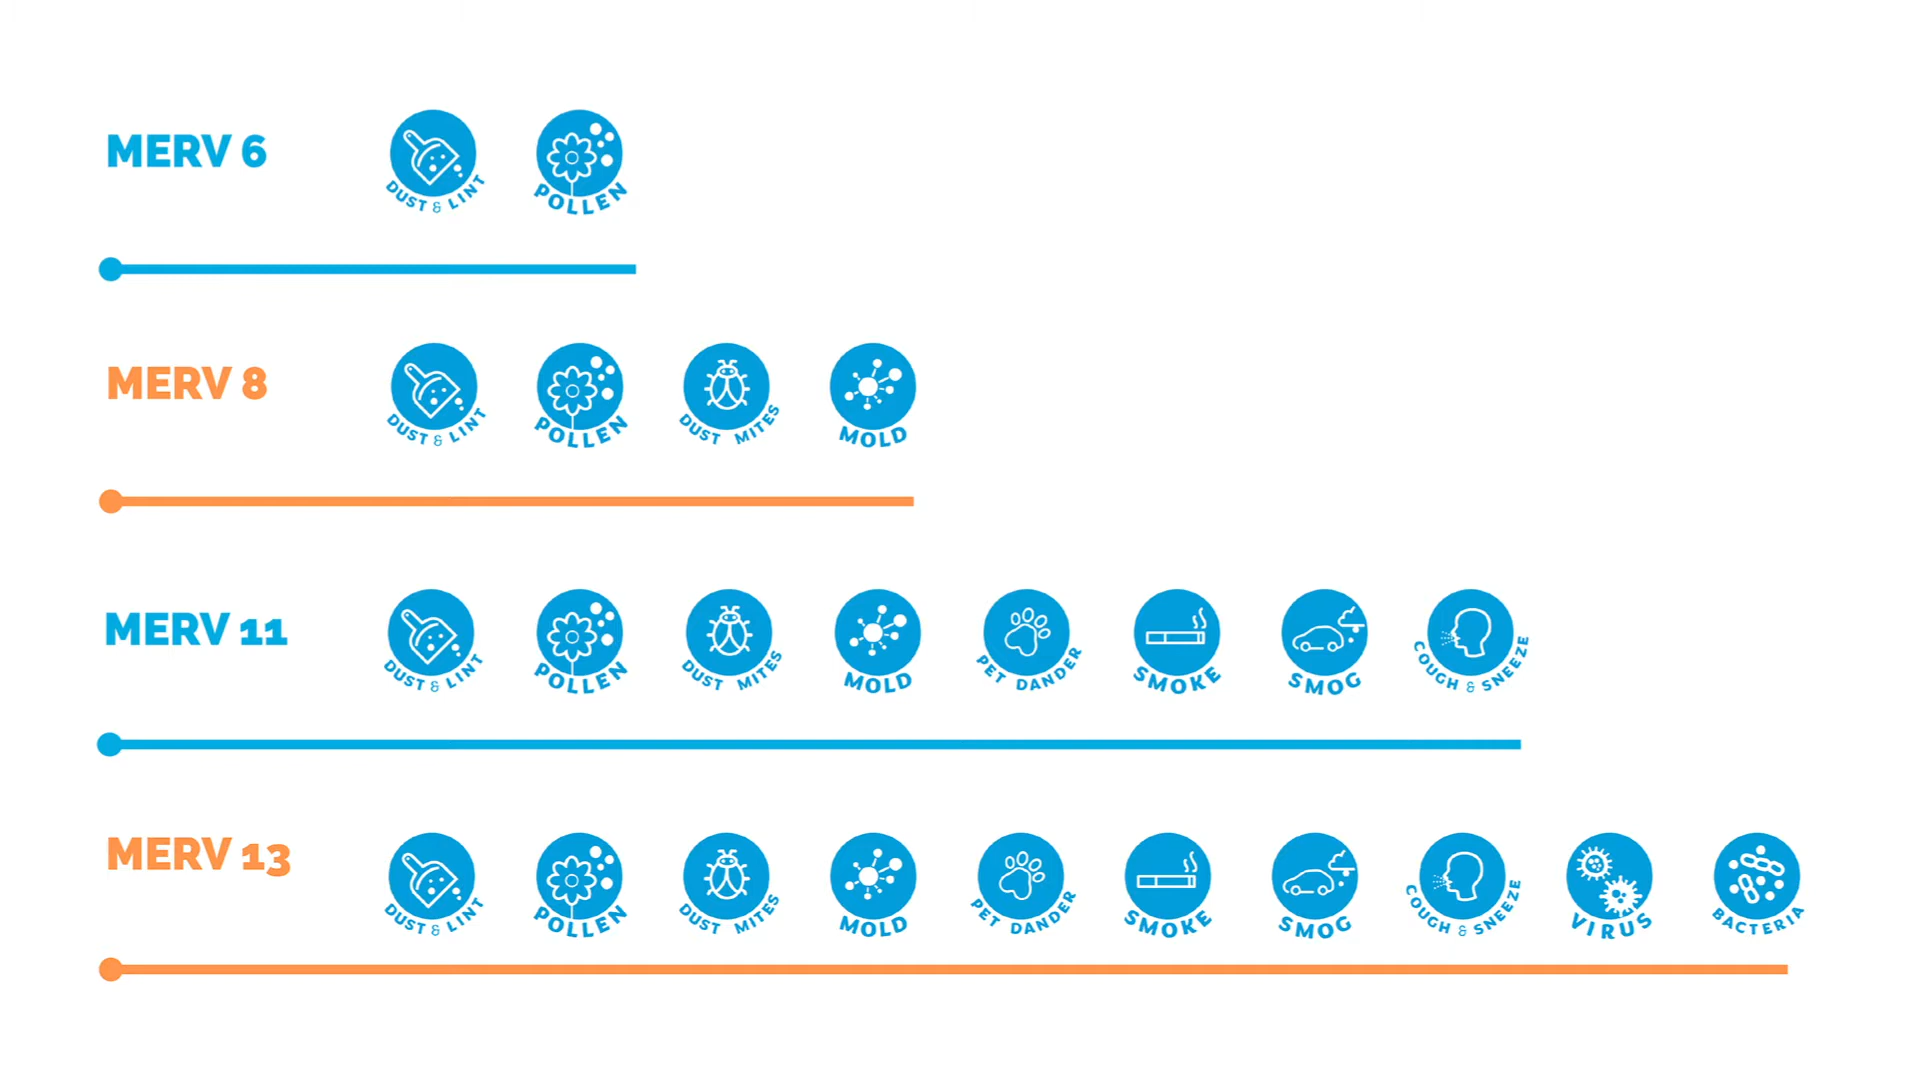 MERV 6
DUST & LINT
POLLEN
MERV 8
DUST & LINT
POLLEN
DUST MITES
MOLD
MERV 11
DUST & LINT
POLLEN
DUST MITES
MOLD
PET DANDER
SMOKE
SMOG
COUGH & SNEEZE
MERV 13
DUST & LINT
POLLEN
DUST MITES
MOLD
PET DANDER
SMOKE
SMOG
COUGH & SNEEZE
VIRUS
BACTERIA